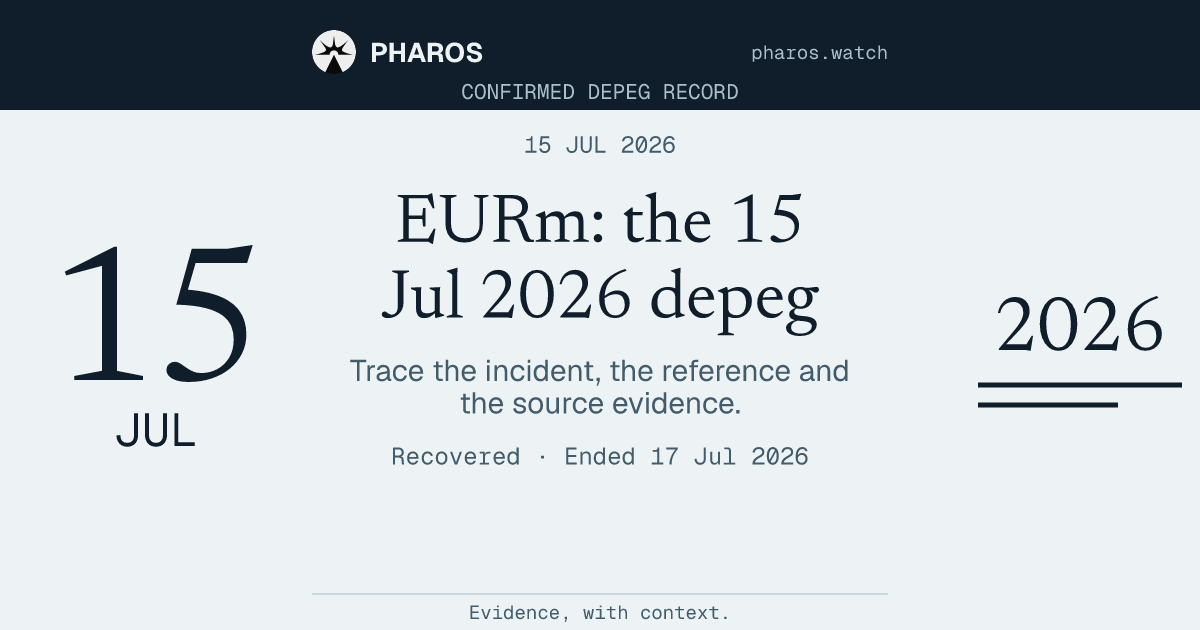 PHAROS
pharos.watch
CONFIRMED DEPEG RECORD
15 JUL 2026
EURm: the 15
Jul 2026 depeg
Trace the incident, the reference and
the source evidence.
Recovered · Ended 17 Jul 2026
15
JUL
2026
Evidence, with context.